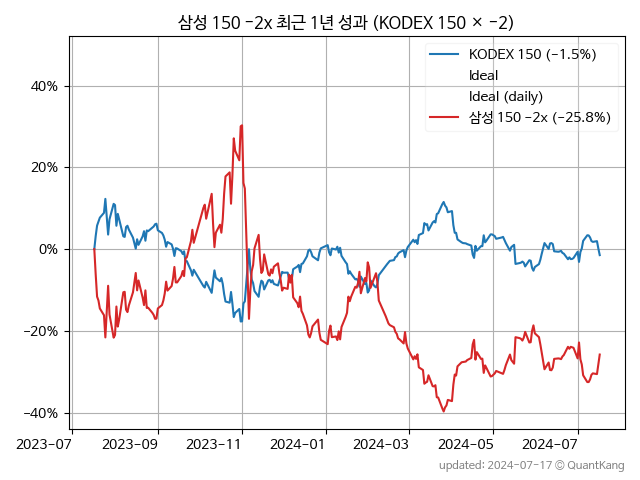 삼성 150 −2x 최근 1년 성과 (KODEX 150 × −2)
KODEX 150 (−1.5%)
Ideal
Ideal (daily)
삼성 150 −2x (−25.8%)
40%
20%
0%
−20%
−40%
2023−07 2023−09 2023−11 2024−01 2024−03 2024−05 2024−07
updated: 2024−07−17 © QuantKang